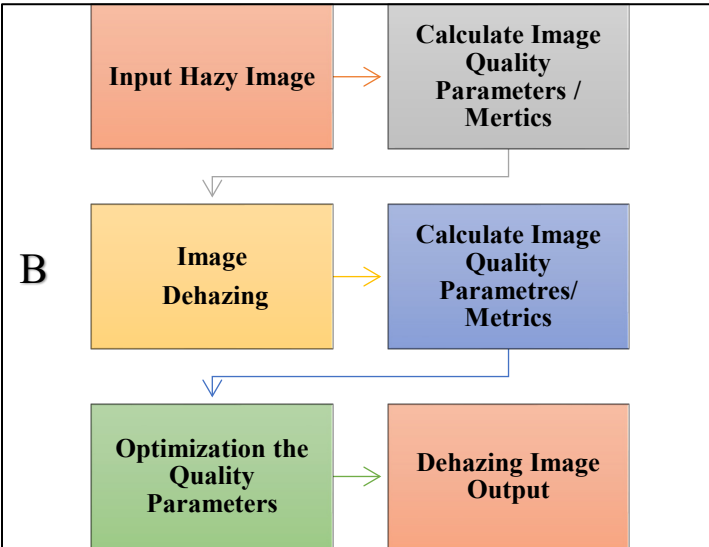 Input Hazy Image
Calculate Image
Quality
Parameters /
Mertics
B
Image
Dehazing
Calculate Image
Quality
Parametres/
Metrics
Optimization the
Quality
Parameters
Dehazing Image
Output